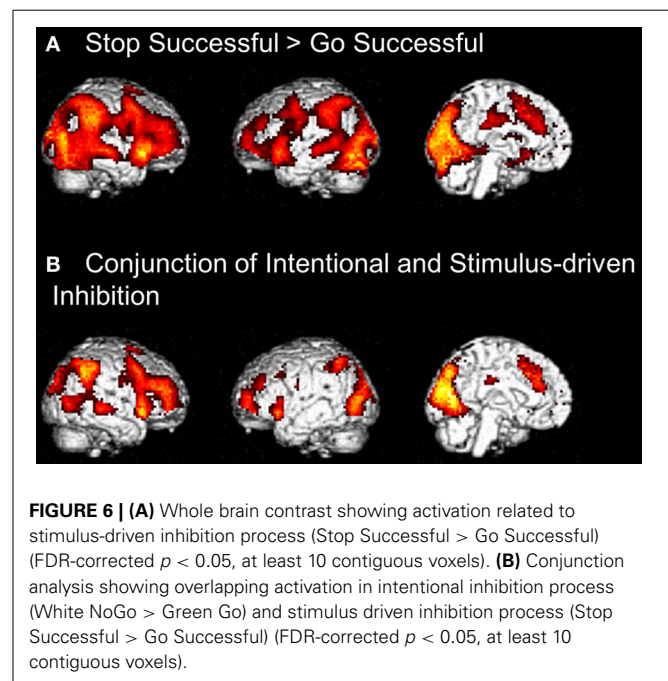 A Stop Successful > Go Successful
B Conjunction of Intentional and Stimulus-driven
Inhibition
FIGURE 6 | (A) Whole brain contrast showing activation related to
stimulus-driven inhibition process (Stop Successful > Go Successful)
(FDR-corrected p < 0.05, at least 10 contiguous voxels). (B) Conjunction
analysis showing overlapping activation in intentional inhibition process
(White NoGo > Green Go) and stimulus driven inhibition process (Stop
Successful > Go Successful) (FDR-corrected p < 0.05, at least 10
contiguous voxels).